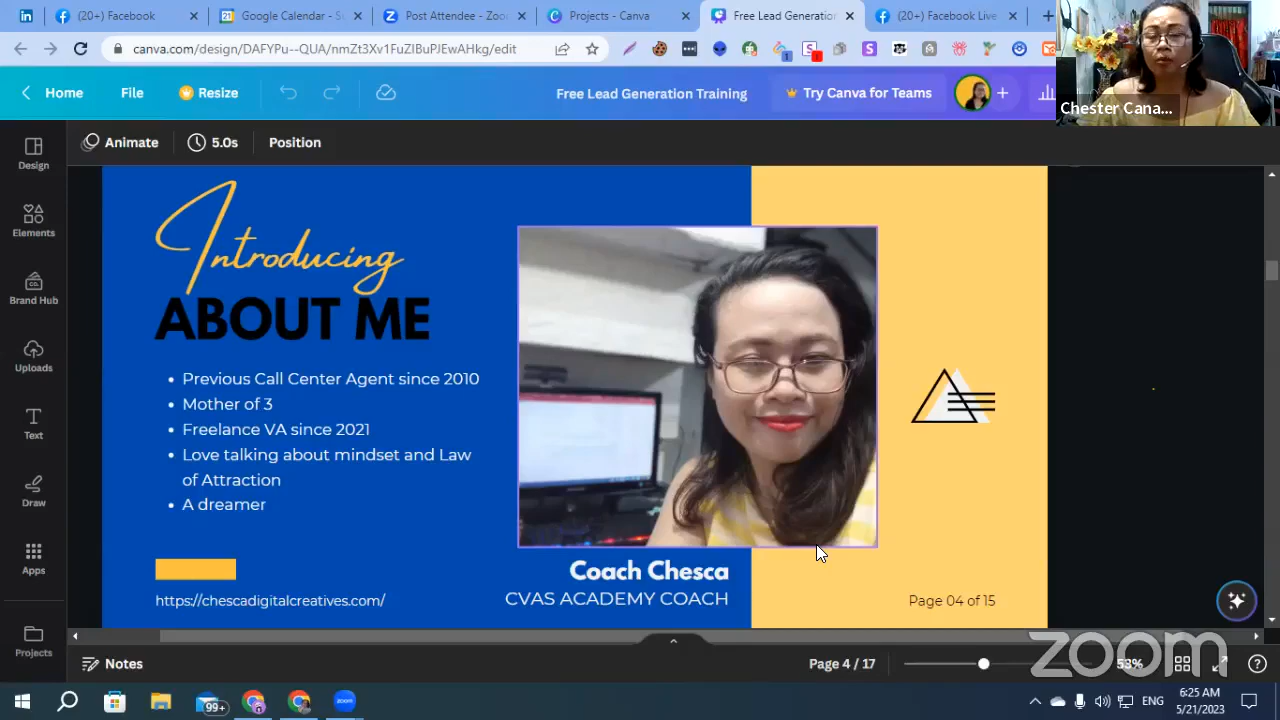 (20+) Facebook
Google Calendar - S
Post Attendee - Zoo
Projects - Canva
Free Lead Generation
(20+) Facebook Live
canva.com/design/DAFYPu--QUA/nmZt3Xv1FuZIBuPJEwAHkg/edit
Home
File
Resize
Free Lead Generation Training
Try Canva for Teams
Chester Cana...
Animate
5.0s
Position
Design
Elements
Brand Hub
Uploads
Text
Draw
Apps
Projects
Introducing
ABOUT ME
• Previous Call Center Agent since 2010
• Mother of 3
• Freelance VA since 2021
• Love talking about mindset and Law
of Attraction
• A dreamer
https://chescadigitalcreatives.com/
Coach Chesca
CVAS ACADEMY COACH
Page 04 of 15
Notes
Page 4 / 17
53%
zoom
99+
zoom
ENG
6:25 AM
5/21/2023